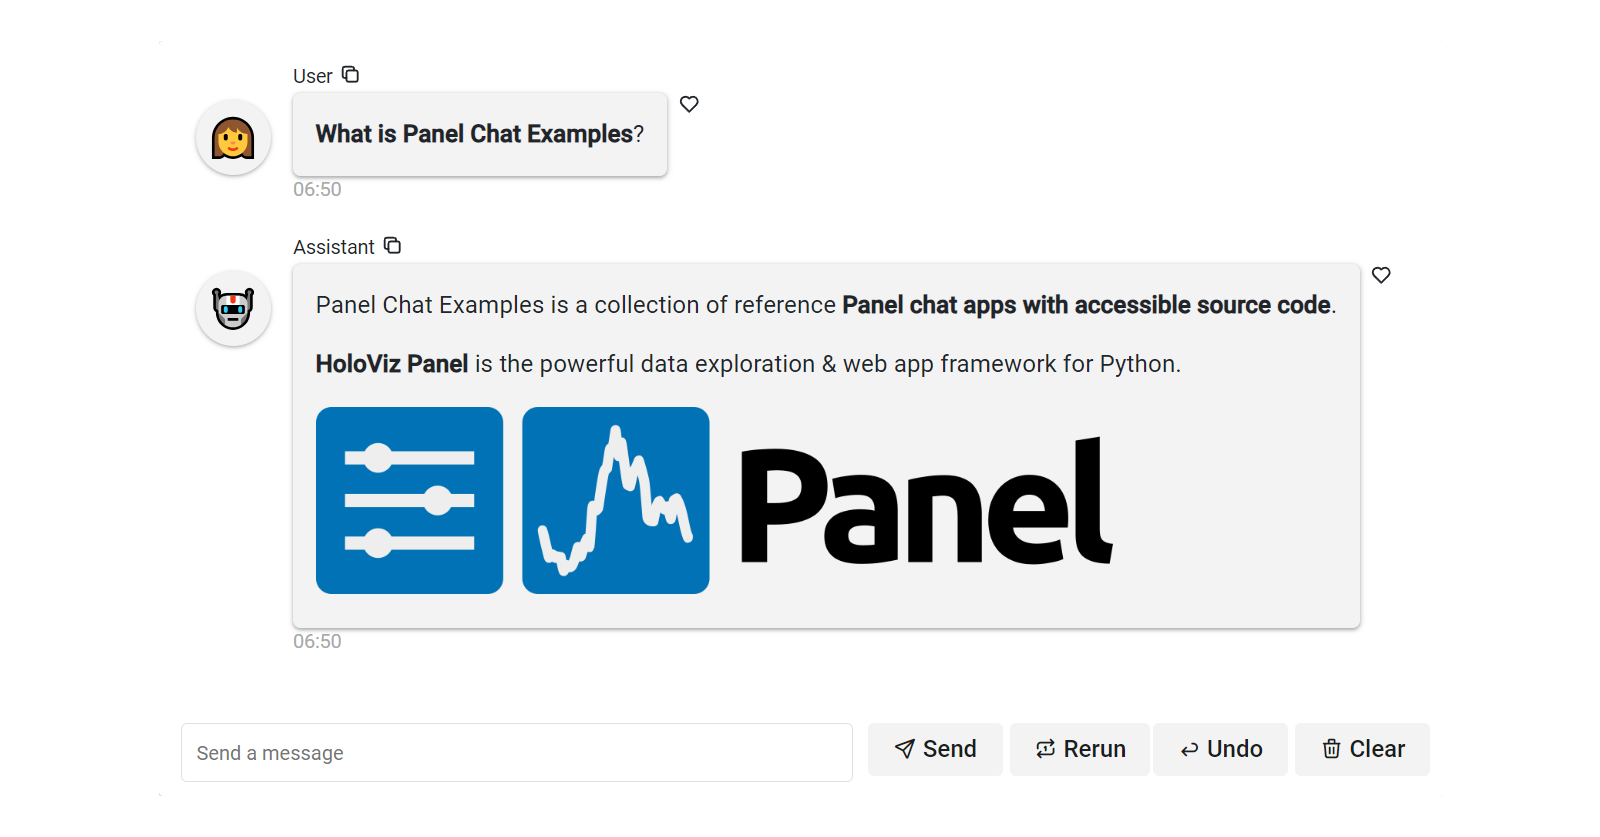 User
What is Panel Chat Examples?
06:50
Assistant
Panel Chat Examples is a collection of reference Panel chat apps with accessible source code.
HoloViz Panel is the powerful data exploration & web app framework for Python.
Panel
06:50
Send a message
Send
Rerun
Undo
Clear